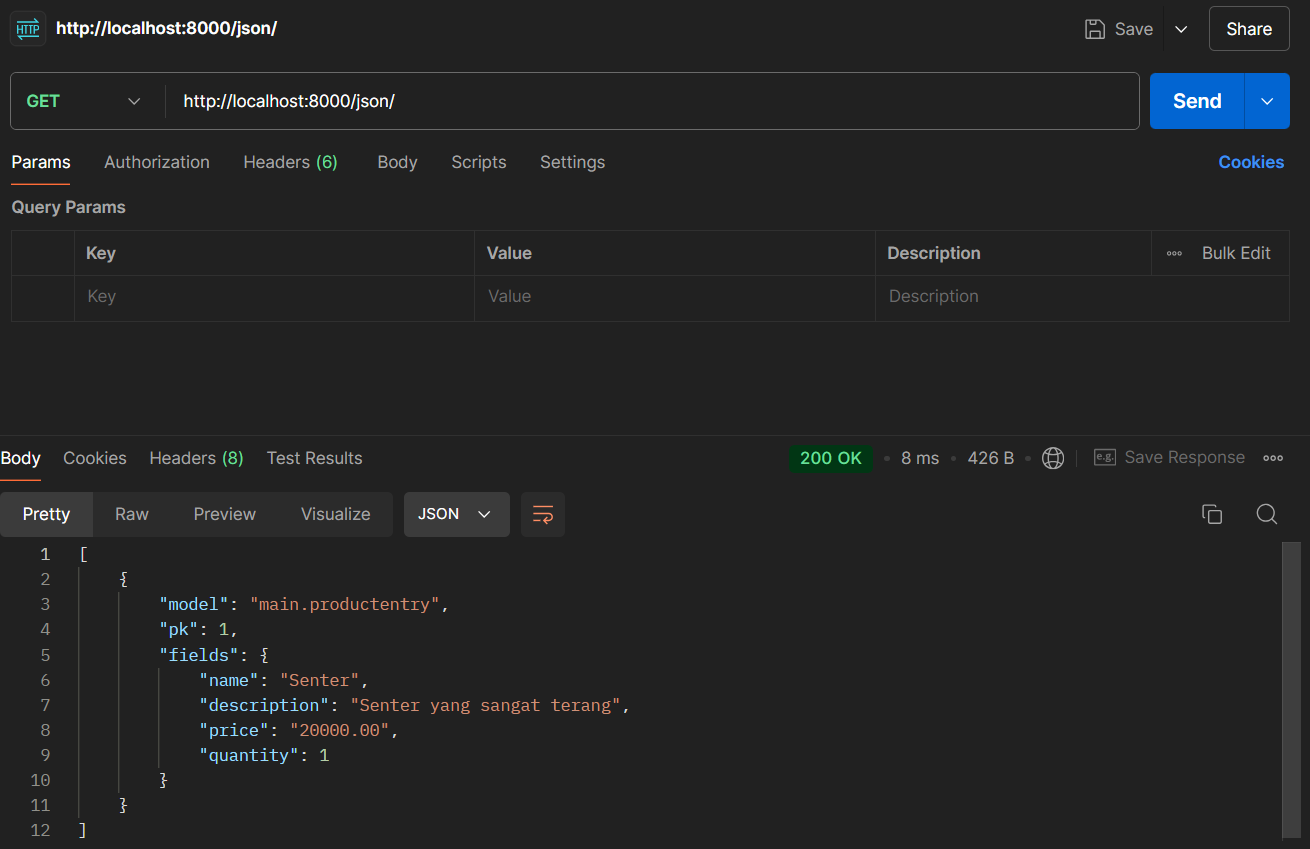 HTTP http://localhost:8000/json/ Save Share
GET http://localhost:8000/json/ Send
Params Authorization Headers (6) Body Scripts Settings Cookies
Query Params
Key Value Description Bulk Edit
Key Value Description
Body Cookies Headers (8) Test Results 200 OK 8 ms 426 B e.g. Save Response
Pretty Raw Preview Visualize JSON
1 [
2 {
3 "model": "main.productentry",
4 "pk": 1,
5 "fields": {
6 "name": "Senter",
7 "description": "Senter yang sangat terang",
8 "price": "20000.00",
9 "quantity": 1
10 }
11 }
12 ]